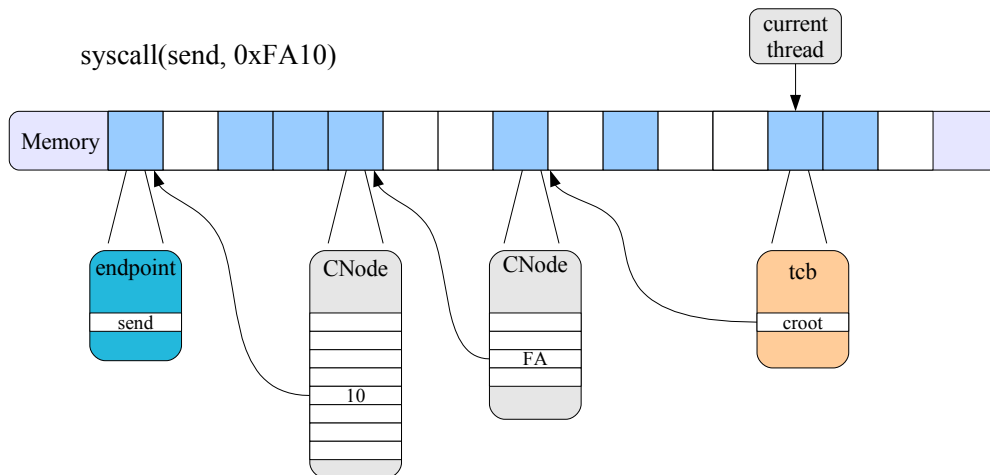 current
thread
syscall(send, 0xFA10)
Memory
endpoint
CNode
CNode
tcb
send
croot
FA
10